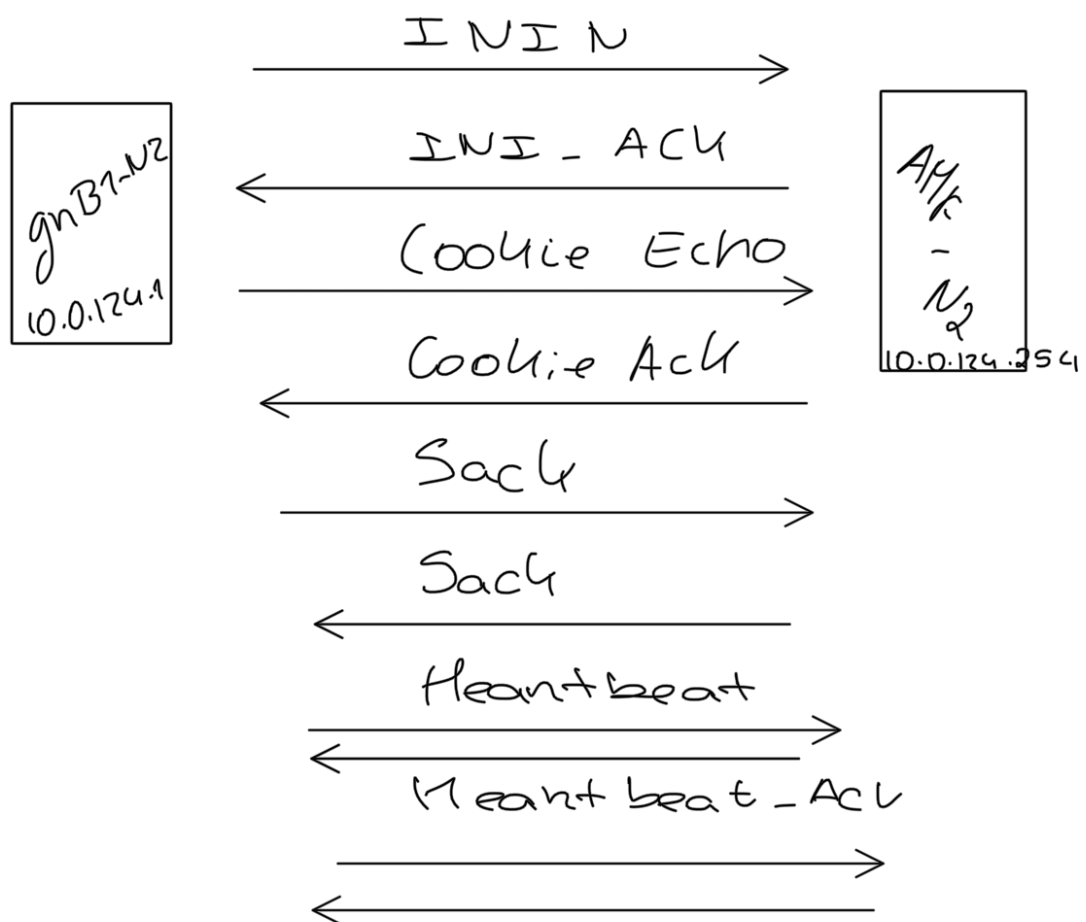 ININ
INI_ACK
gnB1-N2
10.0.124.1
AMF
-
N2
10.0.124.254
Cookie Echo
Cookie Ack
Sack
Sack
Heartbeat
Heartbeat_Ack